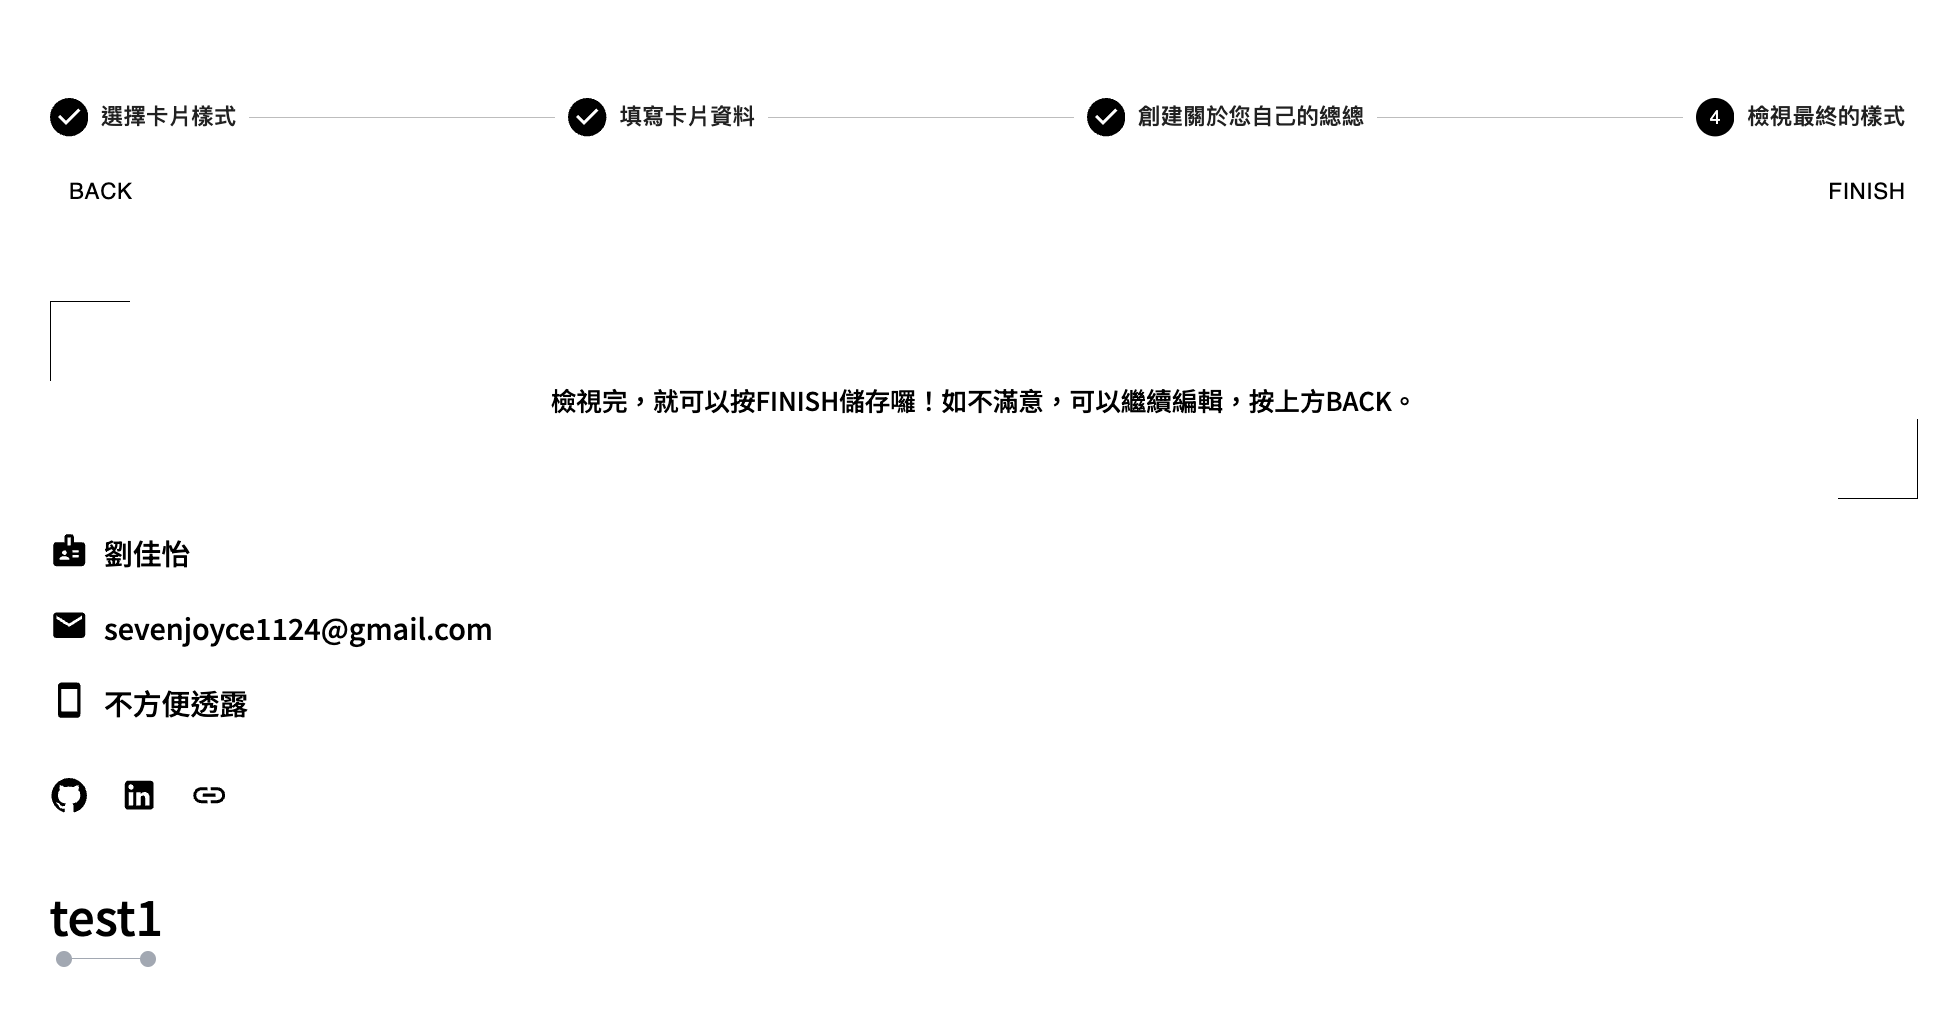 選擇卡片樣式
填寫卡片資料
創建關於您自己的總總
4 檢視最終的樣式
BACK
FINISH
檢視完，就可以按FINISH儲存囉！如不滿意，可以繼續編輯，按上方BACK。
劉佳怡
sevenjoyce1124@gmail.com
不方便透露
in
test1